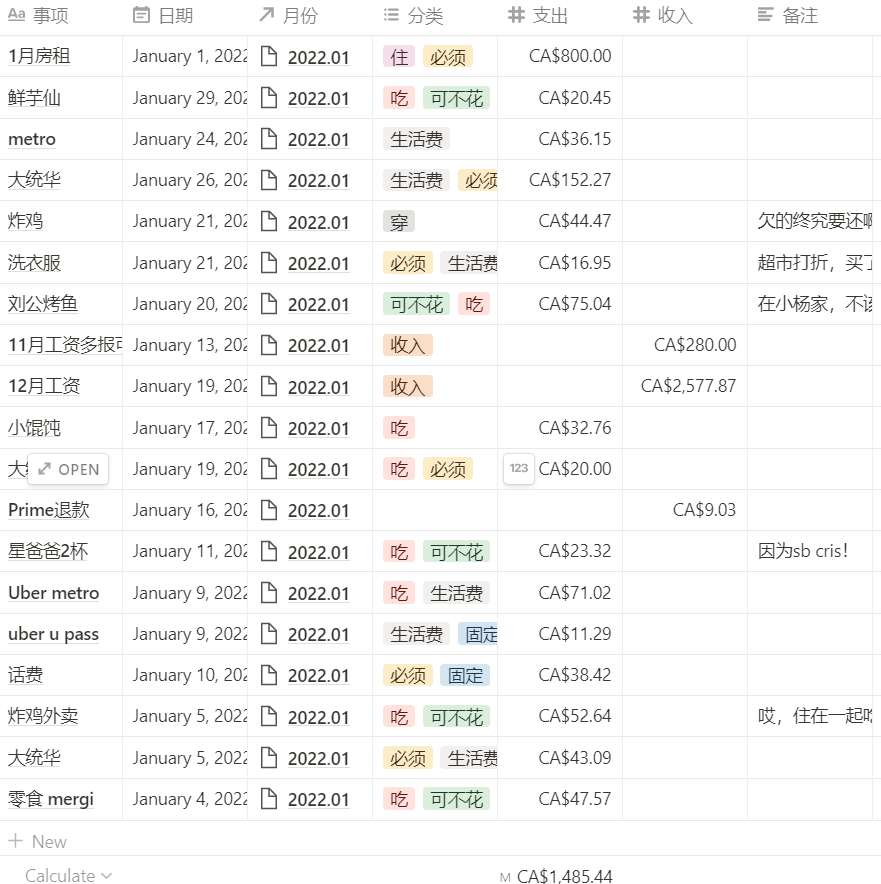 Aa 事项 日期 月份 分类 支出 收入 备注
1月房租 January 1, 2022 2022.01 住 必须 CA$800.00
鲜芋仙 January 29, 202 2022.01 吃 可不花 CA$20.45
metro January 24, 202 2022.01 生活费 CA$36.15
大统华 January 26, 202 2022.01 生活费 必须 CA$152.27
炸鸡 January 21, 202 2022.01 穿 CA$44.47 欠的终究要还啊
洗衣服 January 21, 202 2022.01 必须 生活费 CA$16.95 超市打折，买了
刘公烤鱼 January 20, 202 2022.01 可不花 吃 CA$75.04 在小杨家，不该
11月工资多报 January 13, 202 2022.01 收入 CA$280.00
12月工资 January 19, 202 2022.01 收入 CA$2,577.87
小馄饨 January 17, 202 2022.01 吃 CA$32.76
大 OPEN January 19, 202 2022.01 吃 必须 123 CA$20.00
Prime退款 January 16, 202 2022.01 CA$9.03
星爸爸2杯 January 11, 202 2022.01 吃 可不花 CA$23.32 因为sb cris！
Uber metro January 9, 2022 2022.01 吃 生活费 CA$71.02
uber u pass January 9, 2022 2022.01 生活费 固定 CA$11.29
话费 January 10, 202 2022.01 必须 固定 CA$38.42
炸鸡外卖 January 5, 2022 2022.01 吃 可不花 CA$52.64 哎，住在一起吃
大统华 January 5, 2022 2022.01 必须 生活费 CA$43.09
零食 mergi January 4, 2022 2022.01 吃 可不花 CA$47.57
+ New
Calculate M CA$1,485.44